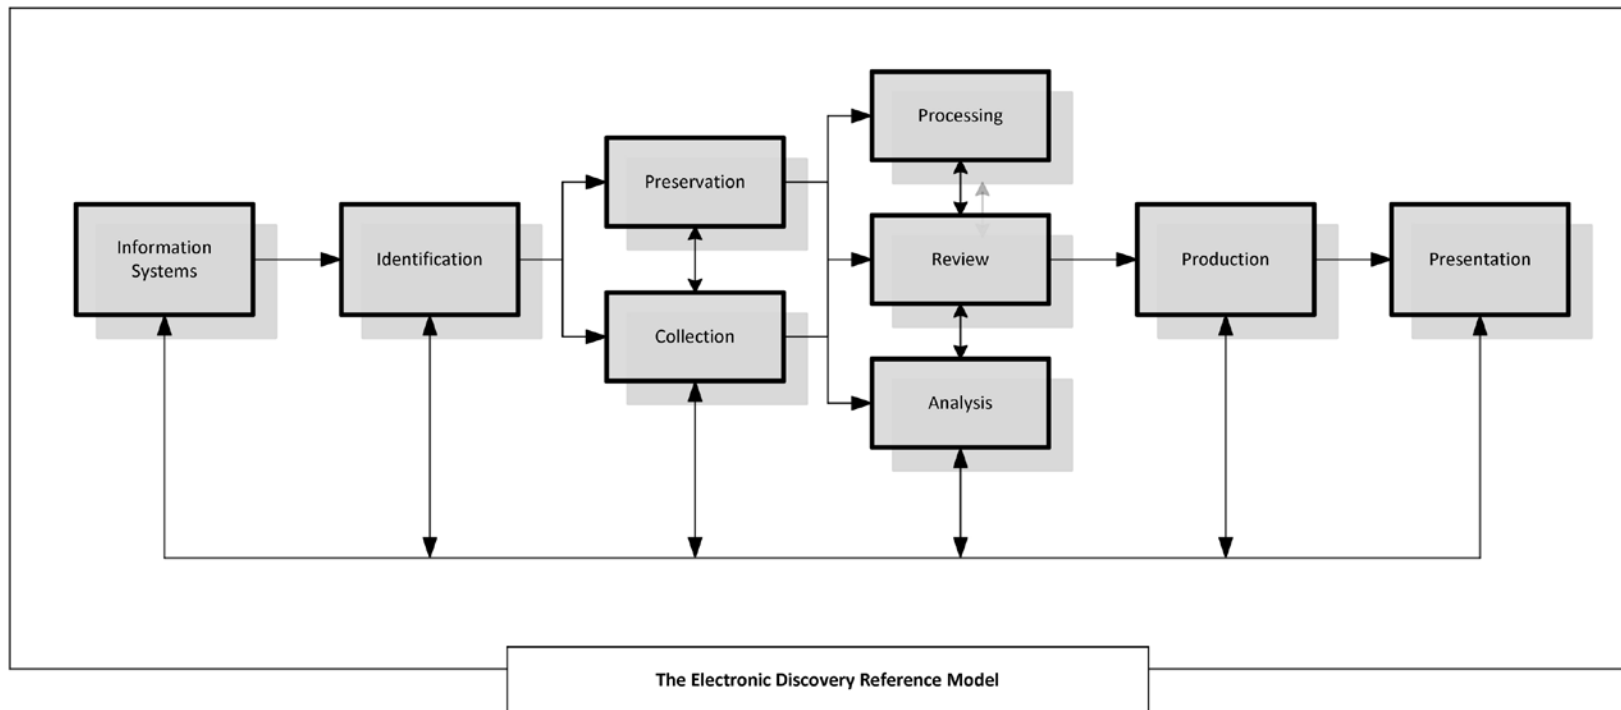 Information
Systems
Identification
Preservation
Collection
Processing
Review
Analysis
Production
Presentation
The Electronic Discovery Reference Model